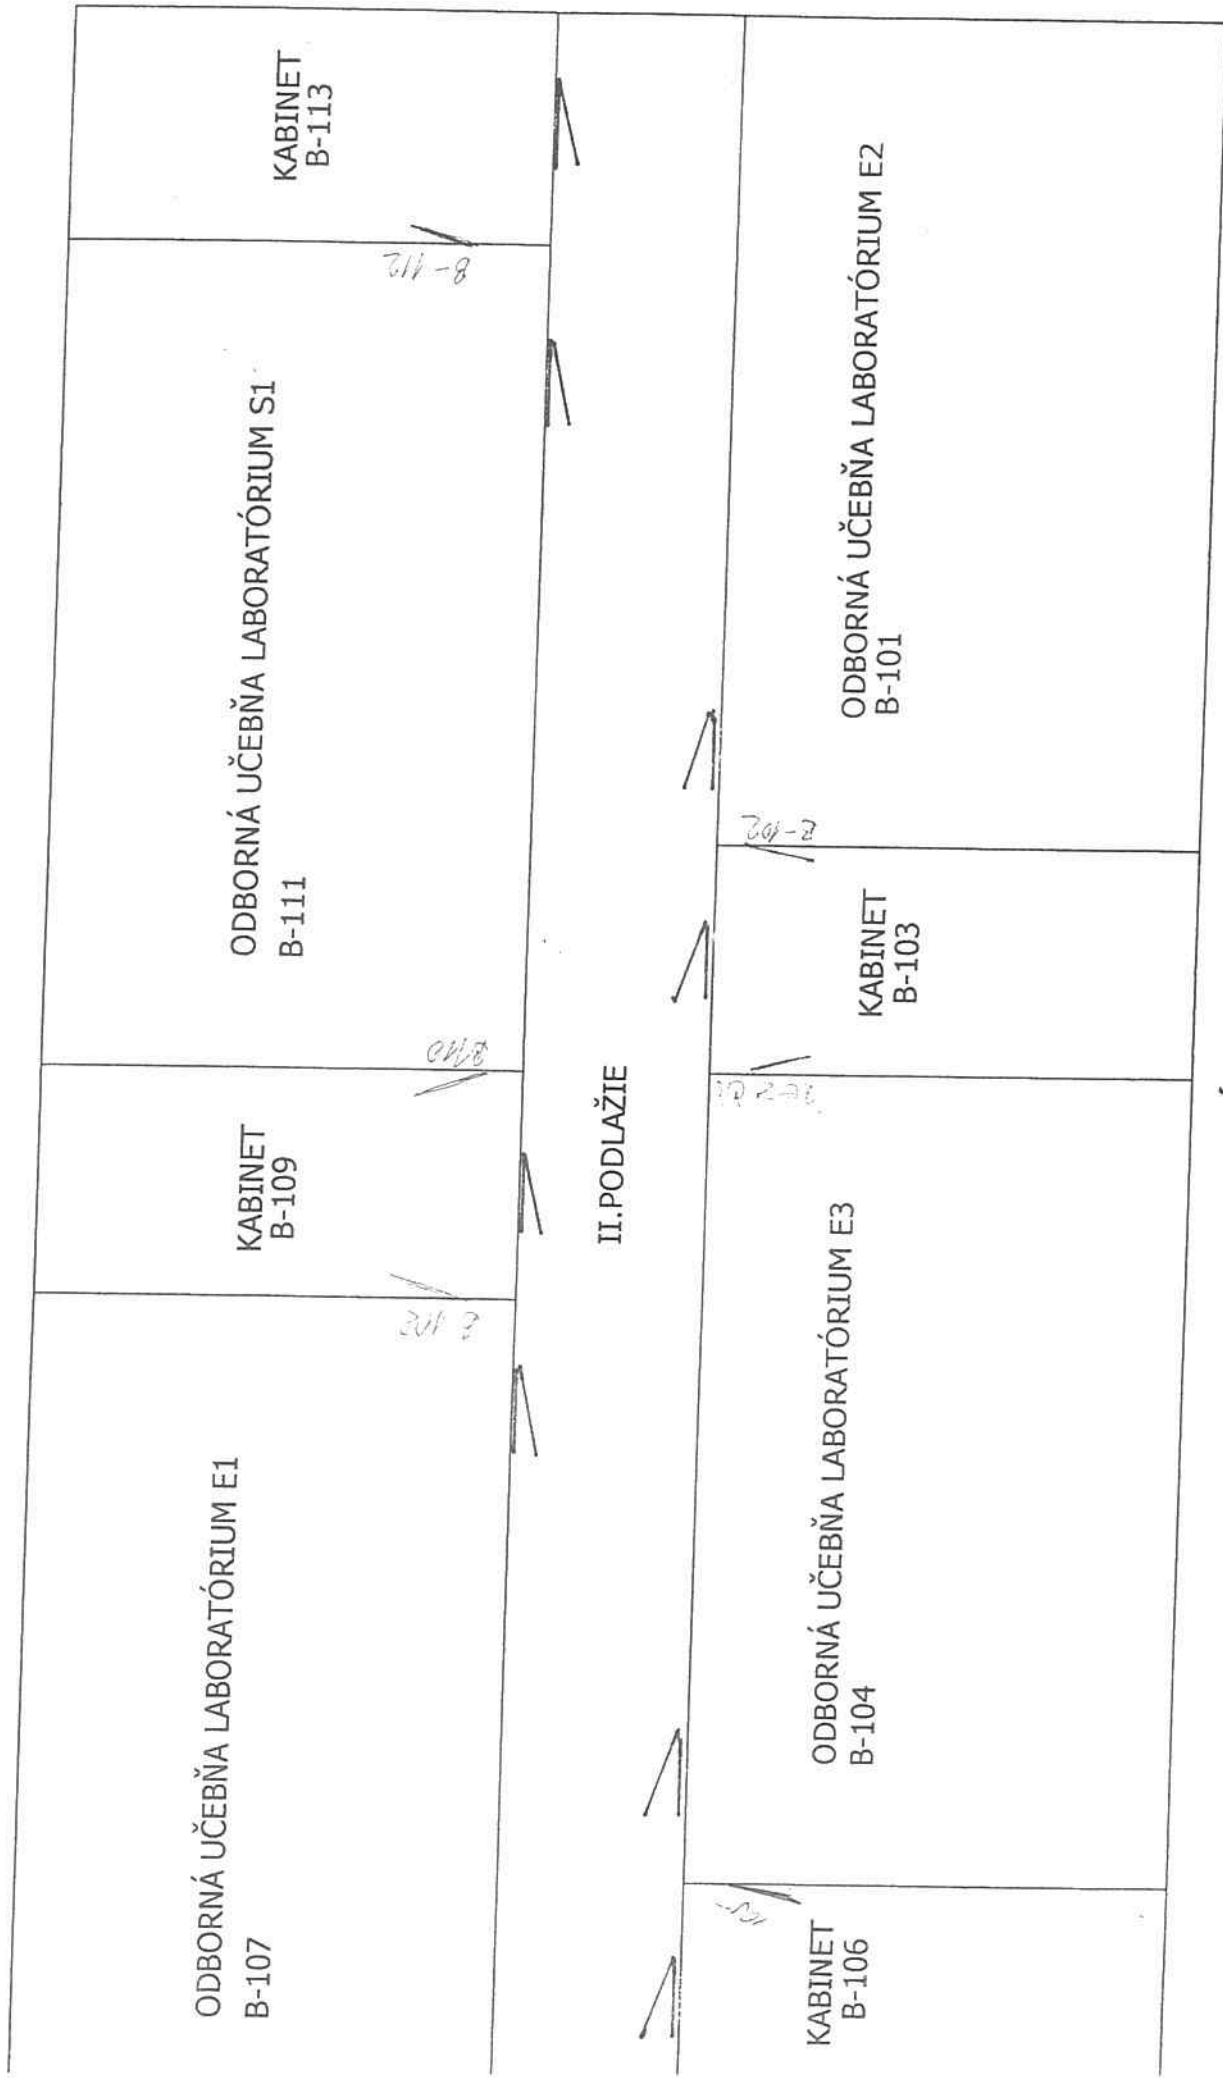 ODBORNÁ UČEBŇA LABORATÓRIUM E1
B-107
KABINET
B-109
B110
ODBORNÁ UČEBŇA LABORATÓRIUM S1
B-111
B-112
KABINET
B-113
II.PODLAŽIE
KABINET
B-106
ODBORNÁ UČEBŇA LABORATÓRIUM E3
B-104
KABINET
B-103
B-102
ODBORNÁ UČEBŇA LABORATÓRIUM E2
B-101